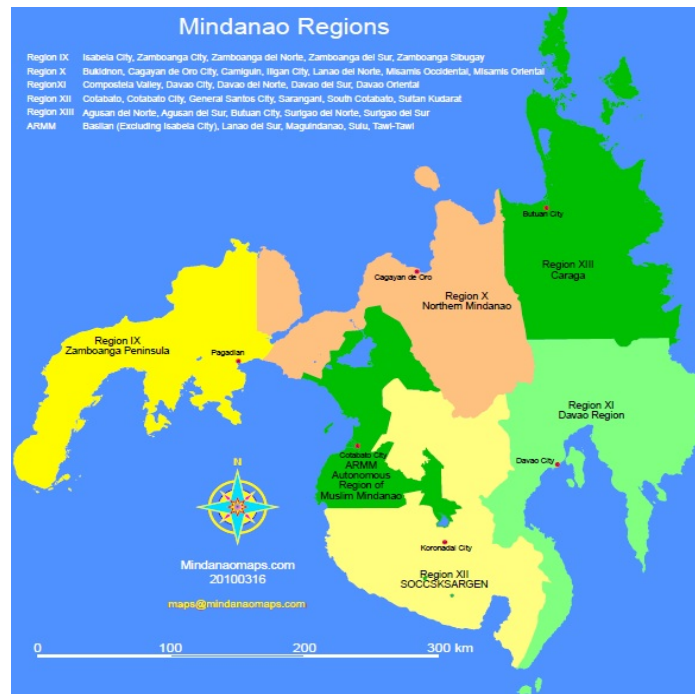 Mindanao Regions
Region IX Isabela City, Zamboanga City, Zamboanga del Norte, Zamboanga del Sur, Zamboanga Sibugay
Region X Bukidnon, Cagayan de Oro City, Camiguin, Iligan City, Lanao del Norte, Misamis Occidental, Misamis Oriental
RegionXI Compostela Valley, Davao City, Davao del Norte, Davao del Sur, Davao Oriental
Region XII Cotabato, Cotabato City, General Santos City, Sarangani, South Cotabato, Sultan Kudarat
Region XIII Agusan del Norte, Agusan del Sur, Butuan City, Surigao del Norte, Surigao del Sur
ARMM Basilan (Excluding Isabela City), Lanao del Sur, Maguindanao, Sulu, Tawi-Tawi
Butuan City
Region XIII
Caraga
Cagayan de Oro
Region X
Northern Mindanao
Region IX
Zamboanga Peninsula
Pagadian
Region XI
Davao Region
Cotabato City
ARMM
Autonomous
Region of
Muslim Mindanao
Davao City
N
Koronadal City
Mindanaomaps.com
20100316
Region XII
SOCCSKSARGEN
maps@mindanaomaps.com
0 100 200 300 km